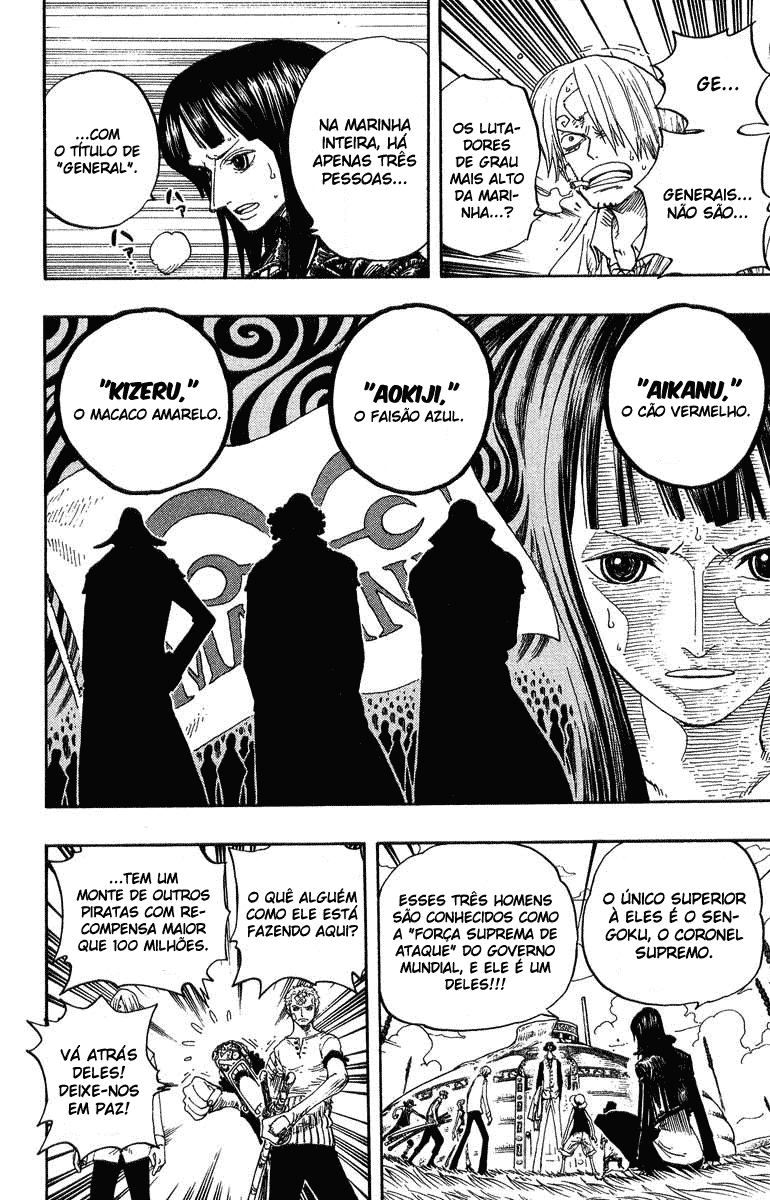 GE...
GENERAIS...
NÃO SÃO...
OS LUTA-
DORES
DE GRAU
MAIS ALTO
DA MARI-
NHA...?
NA MARINHA
INTEIRA, HÁ
APENAS TRÊS
PESSOAS...
...COM
O TÍTULO DE
"GENERAL".
"AIKANU,"
O CÃO VERMELHO.
"AOKIJI,"
O FAISÃO AZUL.
"KIZERU,"
O MACACO AMARELO.
O ÚNICO SUPERIOR
À ELES É O SEN-
GOKU, O CORONEL
SUPREMO.
ESSES TRÊS HOMENS
SÃO CONHECIDOS COMO
A "FORÇA SUPREMA DE
ATAQUE" DO GOVERNO
MUNDIAL, E ELE É UM
DELES!!!
O QUÊ ALGUÉM
COMO ELE ESTÁ
FAZENDO AQUI?
...TEM UM
MONTE DE OUTROS
PIRATAS COM RE-
COMPENSA MAIOR
QUE 100 MILHÕES.
VÁ ATRÁS
DELES!
DEIXE-NOS
EM PAZ!